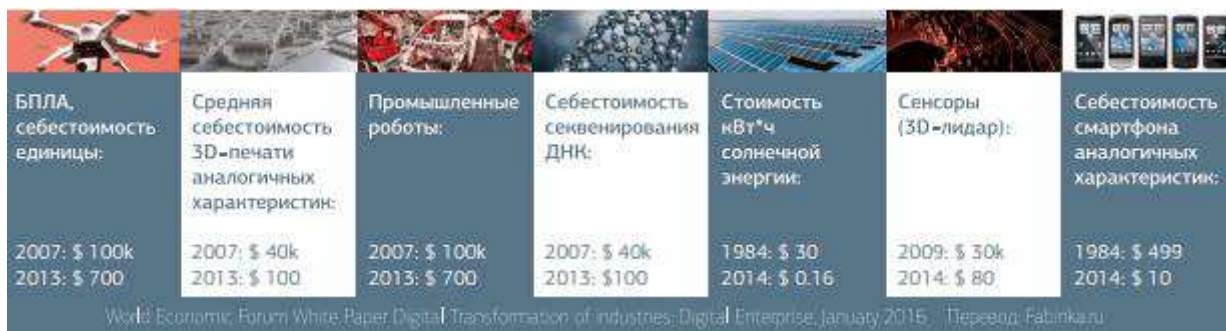 БПЛА,
себестоимость
единицы:
2007: $ 100k
2013: $ 700
Средняя
себестоимость
3D-печати
аналогичных
характеристик:
2007: $ 40k
2013: $ 100
Промышленные
роботы:
2007: $ 100k
2013: $ 700
Себестоимость
секвенирования
ДНК:
2007: $ 40k
2013: $100
Стоимость
кВт*ч
солнечной
энергии:
1984: $ 30
2014: $ 0.16
Сенсоры
(3D-лидар):
2009: $ 30k
2014: $ 80
Себестоимость
смартфона
аналогичных
характеристик:
1984: $ 499
2014: $ 10
World Economic Forum White Paper Digital Transformation of Industries: Digital Enterprise, January 2016 Перевод: Fabinka.ru